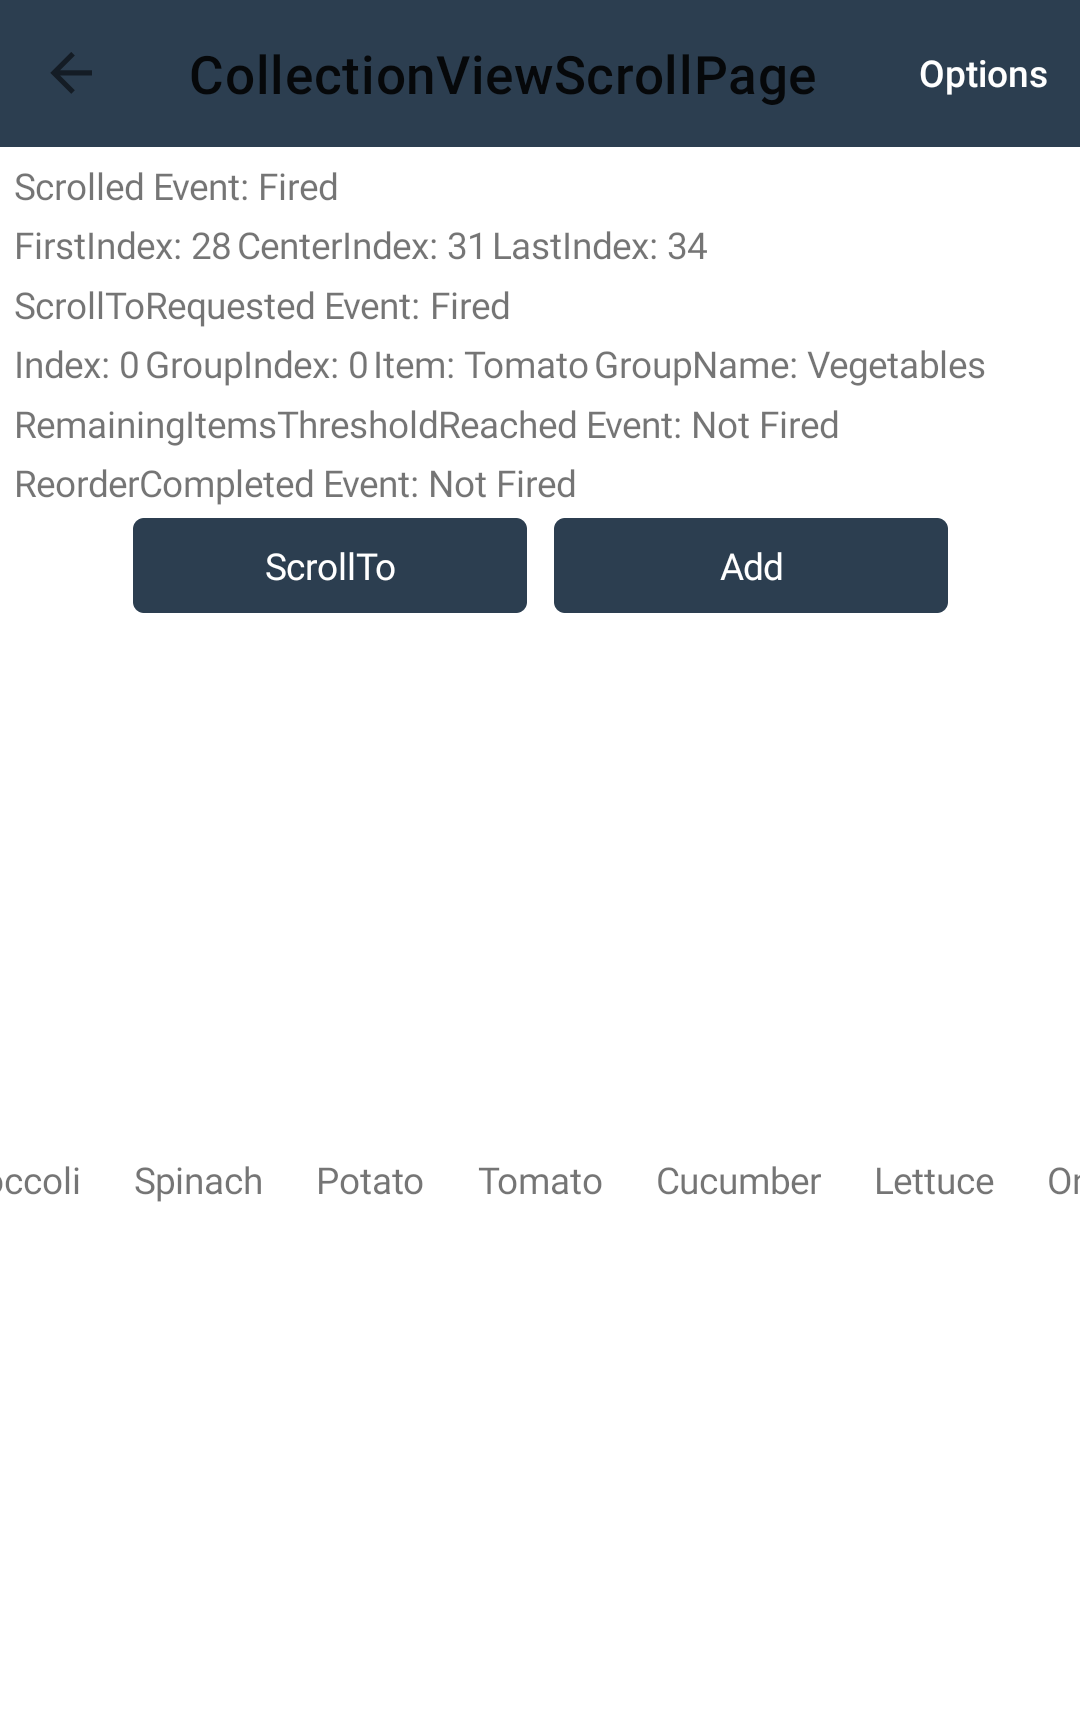 CollectionViewScrollPage Options
Scrolled Event: Fired
FirstIndex: 28 CenterIndex: 31 LastIndex: 34
ScrollToRequested Event: Fired
Index: 0 GroupIndex: 0 Item: Tomato GroupName: Vegetables
RemainingItemsThresholdReached Event: Not Fired
ReorderCompleted Event: Not Fired
ScrollTo Add
Spinach Potato Tomato Cucumber Lettuce